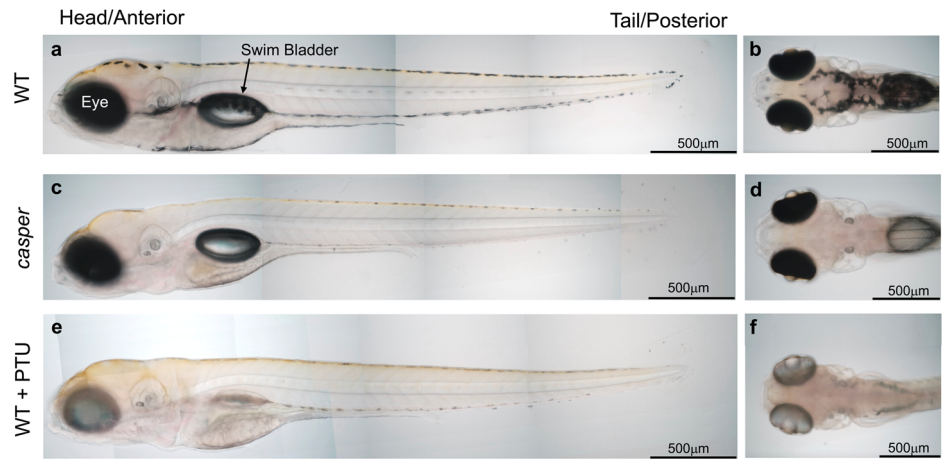 Head/Anterior
Tail/Posterior
WT
a
Swim Bladder
Eye
500μm
b
500μm
casper
c
500μm
d
500μm
WT + PTU
e
500μm
f
500μm